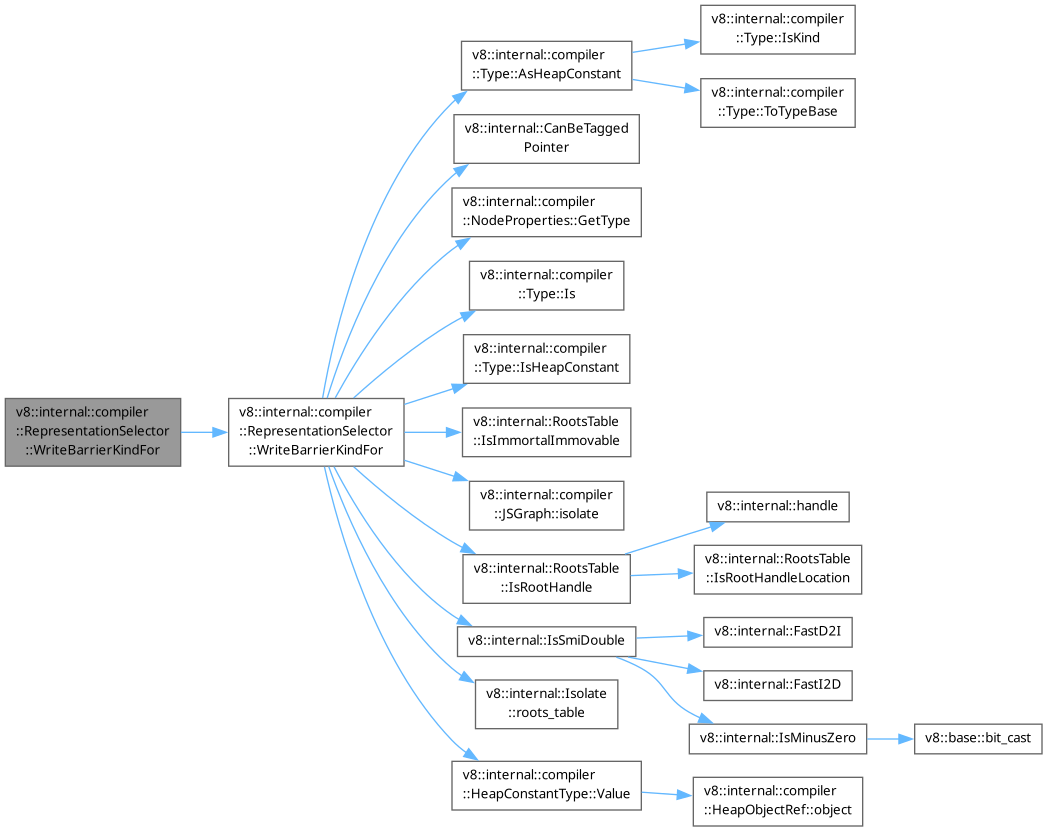 v8::internal::compiler
::RepresentationSelector
::WriteBarrierKindFor
v8::internal::compiler
::RepresentationSelector
::WriteBarrierKindFor
v8::internal::compiler
::Type::AsHeapConstant
v8::internal::compiler
::Type::IsKind
v8::internal::compiler
::Type::ToTypeBase
v8::internal::CanBeTagged
Pointer
v8::internal::compiler
::NodeProperties::GetType
v8::internal::compiler
::Type::Is
v8::internal::compiler
::Type::IsHeapConstant
v8::internal::RootsTable
::IsImmortalImmovable
v8::internal::compiler
::JSGraph::isolate
v8::internal::RootsTable
::IsRootHandle
v8::internal::handle
v8::internal::RootsTable
::IsRootHandleLocation
v8::internal::IsSmiDouble
v8::internal::FastD2I
v8::internal::FastI2D
v8::internal::IsMinusZero
v8::base::bit_cast
v8::internal::Isolate
::roots_table
v8::internal::compiler
::HeapConstantType::Value
v8::internal::compiler
::HeapObjectRef::object